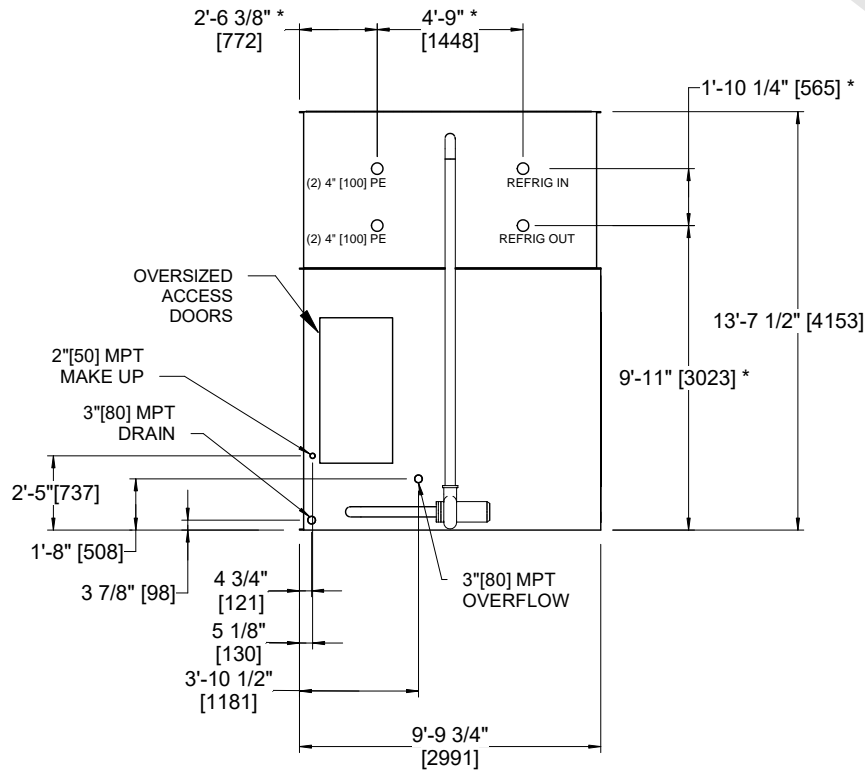 2'-6 3/8" *
[772]
4'-9" *
[1448]
1'-10 1/4" [565] *
(2) 4" [100] PE
REFRIG IN
(2) 4" [100] PE
REFRIG OUT
OVERSIZED
ACCESS
DOORS
13'-7 1/2" [4153]
2"[50] MPT
MAKE UP
9'-11" [3023] *
3"[80] MPT
DRAIN
2'-5"[737]
1'-8" [508]
3 7/8" [98]
4 3/4"
[121]
3"[80] MPT
OVERFLOW
5 1/8"
[130]
3'-10 1/2"
[1181]
9'-9 3/4"
[2991]